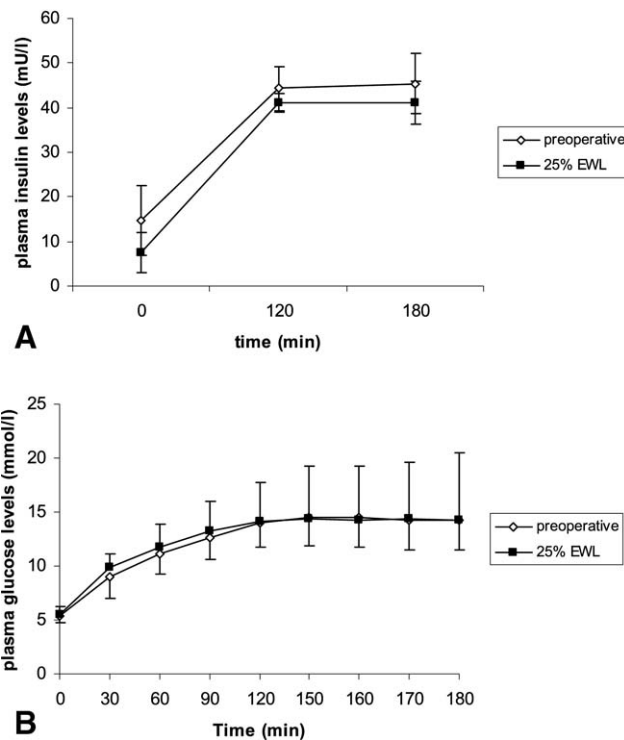 plasma insulin levels (mU/l)
60
50
40
30
20
10
0
0 120 180
time (min)
preoperative
25% EWL
A
plasma glucose levels (mmol/l)
25
20
15
10
5
0
0 30 60 90 120 150 160 170 180
Time (min)
preoperative
25% EWL
B